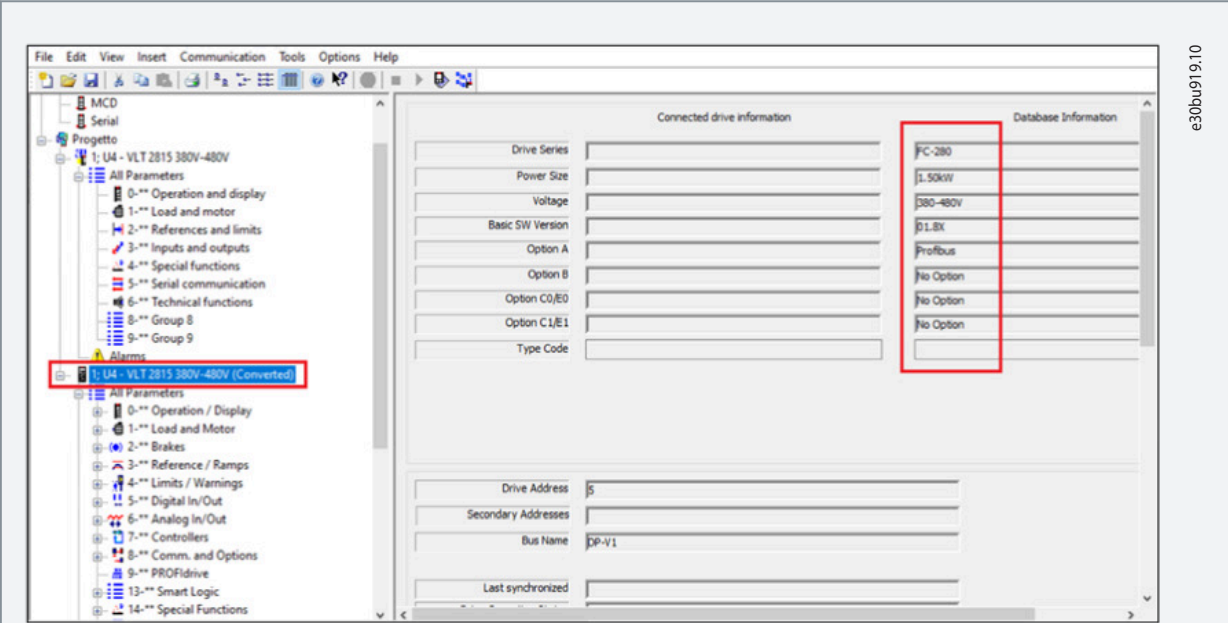 File Edit View Insert Communication Tools Options Help
MCD
Serial
Progetto
1; U4 - VLT 2815 380V-480V
All Parameters
0-** Operation and display
1-** Load and motor
2-** References and limits
3-** Inputs and outputs
4-** Special functions
5-** Serial communication
6-** Technical functions
8-** Group 8
9-** Group 9
Alarms
1; U4 - VLT 2815 380V-480V (Converted)
All Parameters
0-** Operation / Display
1-** Load and Motor
2-** Brakes
3-** Reference / Ramps
4-** Limits / Warnings
5-** Digital In/Out
6-** Analog In/Out
7-** Controllers
8-** Comm. and Options
9-** PROFIdrive
13-** Smart Logic
14-** Special Functions
Connected drive information Database Information
Drive Series FC-280
Power Size 1.50kW
Voltage 380-480V
Basic SW Version 01.8X
Option A Profibus
Option B No Option
Option C0/E0 No Option
Option C1/E1 No Option
Type Code
Drive Address 5
Secondary Addresses
Bus Name DP-V1
Last synchronized
e30bu919.10